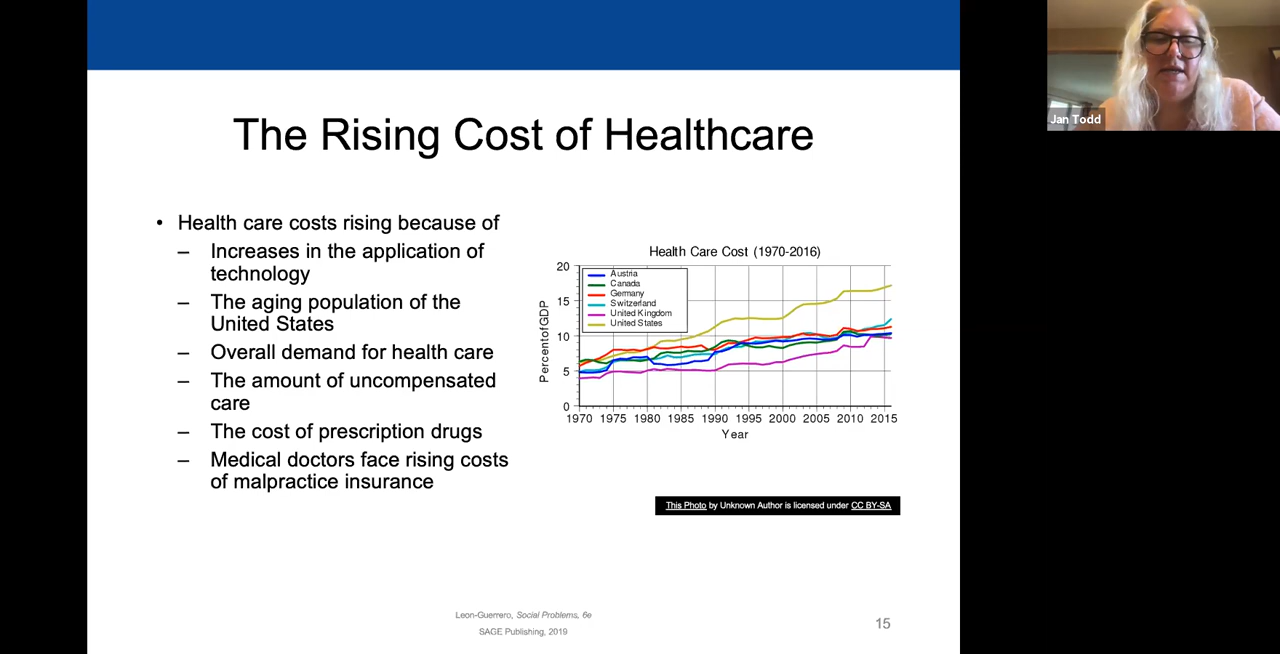 The Rising Cost of Healthcare
• Health care costs rising because of
– Increases in the application of
technology
– The aging population of the
United States
– Overall demand for health care
– The amount of uncompensated
care
– The cost of prescription drugs
– Medical doctors face rising costs
of malpractice insurance
Health Care Cost (1970-2016)
20
15
10
5
0
Percent of GDP
Austria
Canada
Germany
Switzerland
United Kingdom
United States
1970 1975 1980 1985 1990 1995 2000 2005 2010 2015
Year
This Photo by Unknown Author is licensed under CC BY-SA
Leon-Guerrero, Social Problems, 6e
SAGE Publishing, 2019
15
Jan Todd